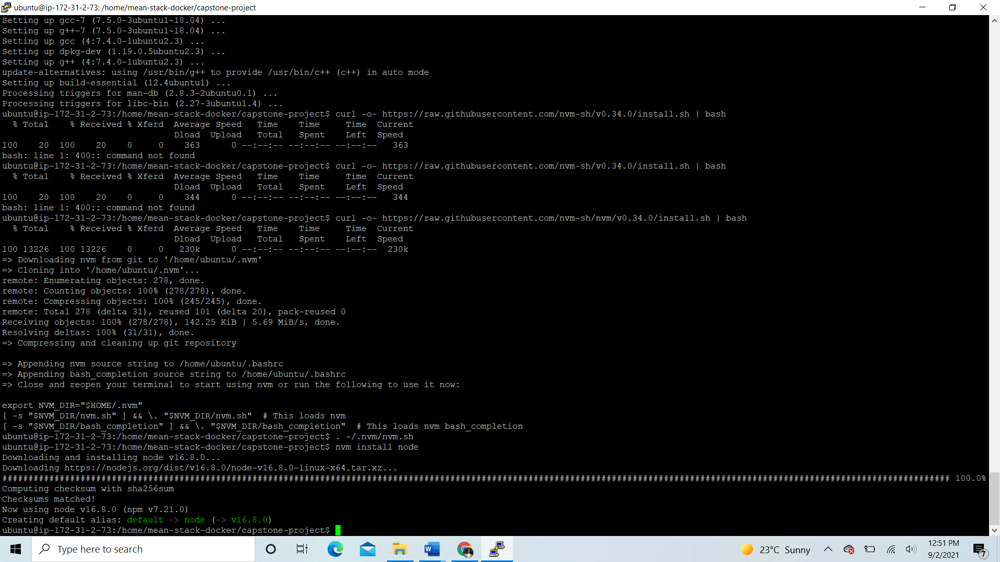 ubuntu@ip-172-31-2-73: /home/mean-stack-docker/capstone-project
Setting up gcc-7 (7.5.0-3ubuntu1~18.04) ...
Setting up g++-7 (7.5.0-3ubuntu1~18.04) ...
Setting up gcc (4:7.4.0-1ubuntu2.3) ...
Setting up dpkg-dev (1.19.0.5ubuntu2.3) ...
Setting up g++ (4:7.4.0-1ubuntu2.3) ...
update-alternatives: using /usr/bin/g++ to provide /usr/bin/c++ (c++) in auto mode
Setting up build-essential (12.4ubuntu1) ...
Processing triggers for man-db (2.8.3-2ubuntu0.1) ...
Processing triggers for libc-bin (2.27-3ubuntu1.4) ...
ubuntu@ip-172-31-2-73:/home/mean-stack-docker/capstone-project$ curl -o- https://raw.githubusercontent.com/nvm-sh/v0.34.0/install.sh | bash
  % Total    % Received % Xferd  Average Speed   Time    Time     Time  Current
                                 Dload  Upload   Total   Spent    Left  Speed
100    20  100    20    0     0    363      0 --:--:-- --:--:-- --:--:--   363
bash: line 1: 400:: command not found
ubuntu@ip-172-31-2-73:/home/mean-stack-docker/capstone-project$ curl -o- https://raw.githubusercontent.com/nvm-sh/v0.34.0/install.sh | bash
  % Total    % Received % Xferd  Average Speed   Time    Time     Time  Current
                                 Dload  Upload   Total   Spent    Left  Speed
100    20  100    20    0     0    344      0 --:--:-- --:--:-- --:--:--   344
bash: line 1: 400:: command not found
ubuntu@ip-172-31-2-73:/home/mean-stack-docker/capstone-project$ curl -o- https://raw.githubusercontent.com/nvm-sh/nvm/v0.34.0/install.sh | bash
  % Total    % Received % Xferd  Average Speed   Time    Time     Time  Current
                                 Dload  Upload   Total   Spent    Left  Speed
100 13226  100 13226    0     0   230k      0 --:--:-- --:--:-- --:--:--  230k
=> Downloading nvm from git to '/home/ubuntu/.nvm'
=> Cloning into '/home/ubuntu/.nvm'...
remote: Enumerating objects: 278, done.
remote: Counting objects: 100% (278/278), done.
remote: Compressing objects: 100% (245/245), done.
remote: Total 278 (delta 31), reused 101 (delta 20), pack-reused 0
Receiving objects: 100% (278/278), 142.25 KiB | 5.69 MiB/s, done.
Resolving deltas: 100% (31/31), done.
=> Compressing and cleaning up git repository
=> Appending nvm source string to /home/ubuntu/.bashrc
=> Appending bash_completion source string to /home/ubuntu/.bashrc
=> Close and reopen your terminal to start using nvm or run the following to use it now:
export NVM_DIR="$HOME/.nvm"
[ -s "$NVM_DIR/nvm.sh" ] && \. "$NVM_DIR/nvm.sh"  # This loads nvm
[ -s "$NVM_DIR/bash_completion" ] && \. "$NVM_DIR/bash_completion"  # This loads nvm bash_completion
ubuntu@ip-172-31-2-73:/home/mean-stack-docker/capstone-project$ . ~/.nvm/nvm.sh
ubuntu@ip-172-31-2-73:/home/mean-stack-docker/capstone-project$ nvm install node
Downloading and installing node v16.8.0...
Downloading https://nodejs.org/dist/v16.8.0/node-v16.8.0-linux-x64.tar.xz...
###################################################################################################################################################################################### 100.0%
Computing checksum with sha256sum
Checksums matched!
Now using node v16.8.0 (npm v7.21.0)
Creating default alias: default -> node (-> v16.8.0)
ubuntu@ip-172-31-2-73:/home/mean-stack-docker/capstone-project$
Type here to search
23°C Sunny
12:51 PM
9/2/2021
7